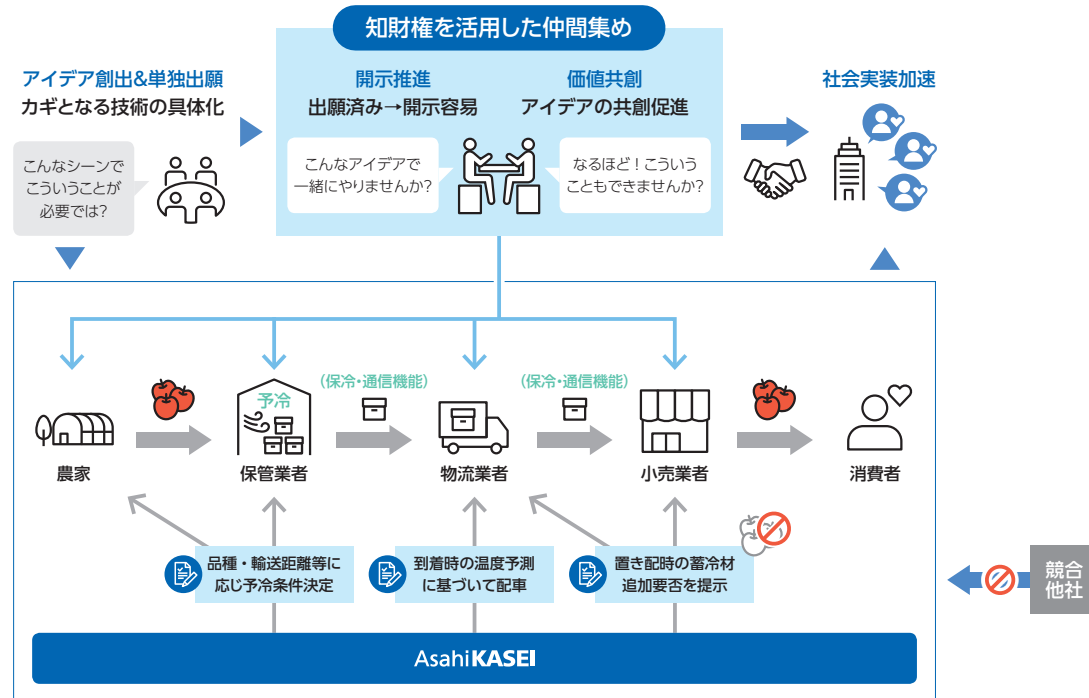 知財権を活用した仲間集め
アイデア創出&単独出願
カギとなる技術の具体化
こんなシーンで
こういうことが
必要では?
開示推進
出願済み→開示容易
こんなアイデアで
一緒にやりませんか?
価値共創
アイデアの共創促進
なるほど！こういう
こともできませんか?
社会実装加速
農家
予冷
保管業者
(保冷・通信機能)
物流業者
(保冷・通信機能)
小売業者
消費者
品種・輸送距離等に
応じ予冷条件決定
到着時の温度予測
に基づいて配車
置き配時の蓄冷材
追加要否を提示
競合
他社
AsahiKASEI